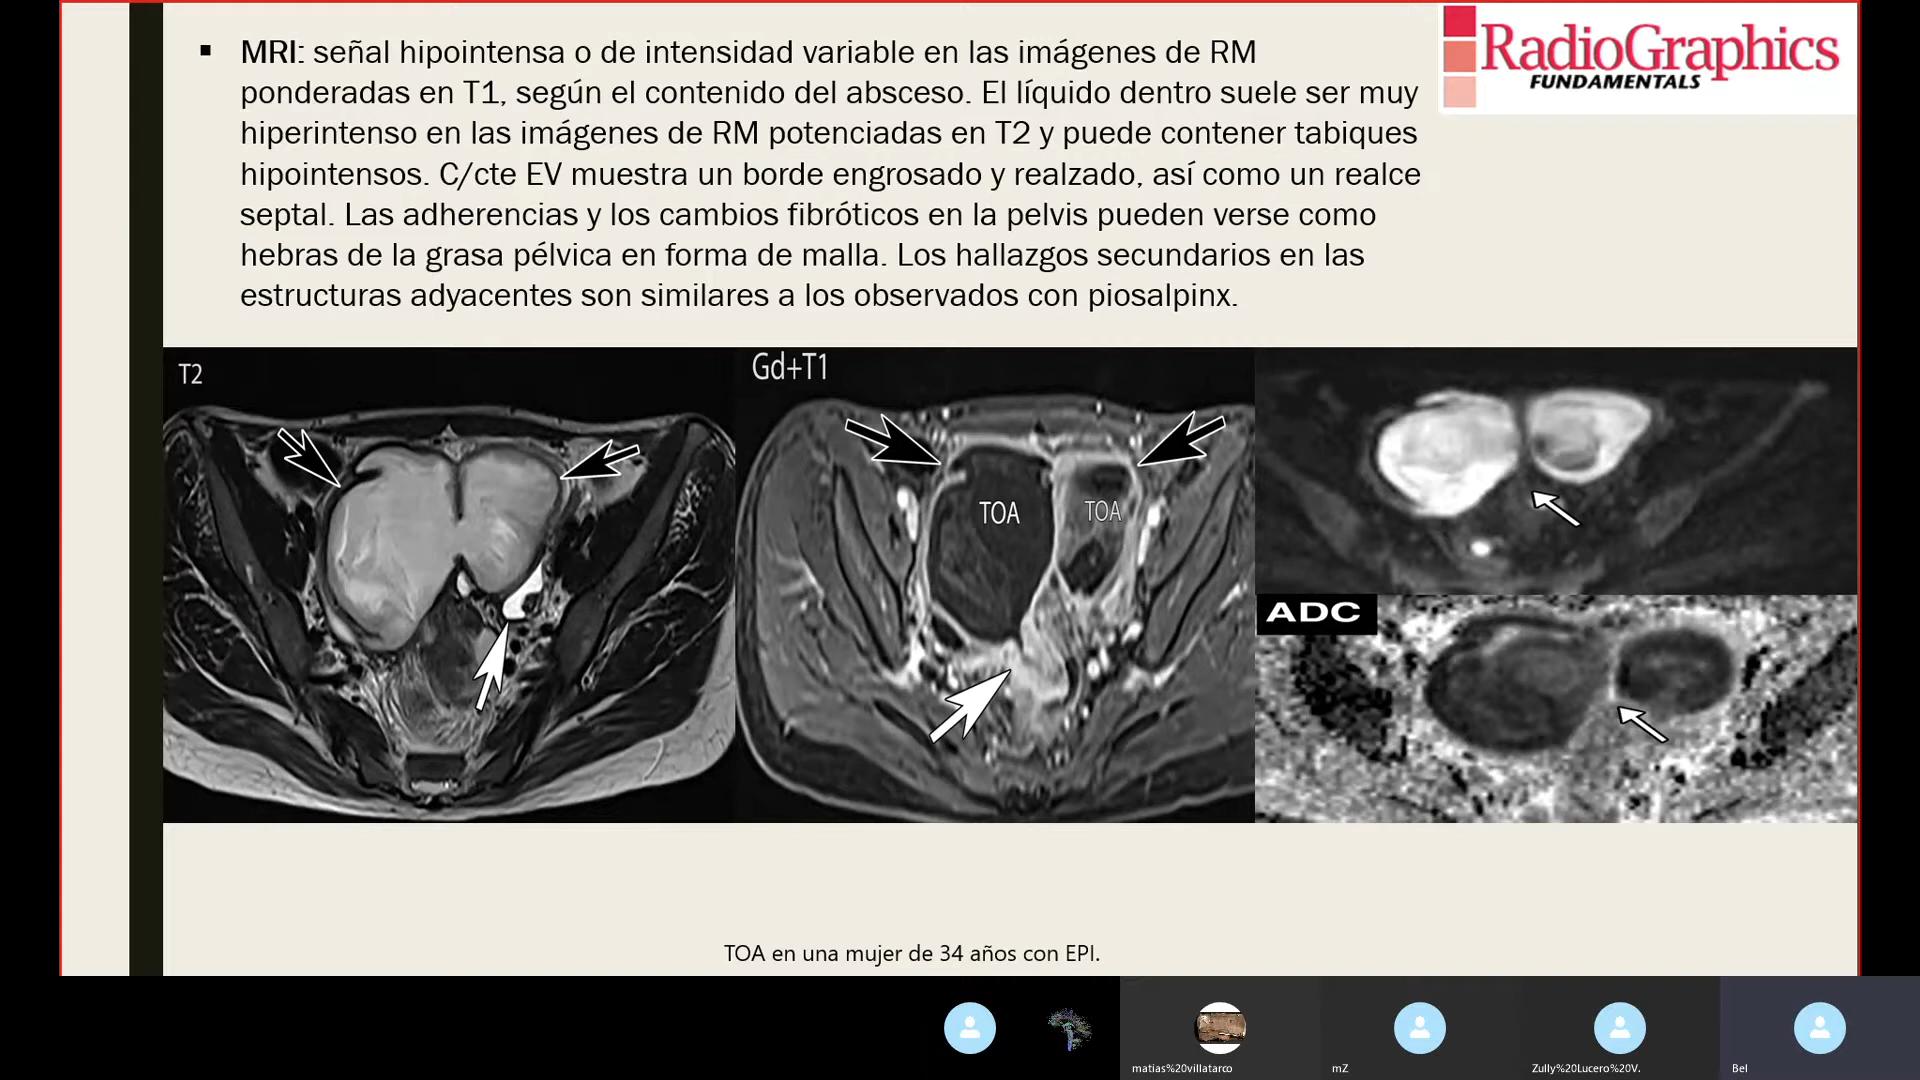 ▪ MRI: señal hipointensa o de intensidad variable en las imágenes de RM
ponderadas en T1, según el contenido del absceso. El líquido dentro suele ser muy
hiperintenso en las imágenes de RM potenciadas en T2 y puede contener tabiques
hipointensos. C/cte EV muestra un borde engrosado y realzado, así como un realce
septal. Las adherencias y los cambios fibróticos en la pelvis pueden verse como
hebras de la grasa pélvica en forma de malla. Los hallazgos secundarios en las
estructuras adyacentes son similares a los observados con piosalpinx.
RadioGraphics
FUNDAMENTALS
T2
Gd+T1
TOA
TOA
ADC
TOA en una mujer de 34 años con EPI.
matias%20villatarco
mZ
Zully%20Lucero%20V.
Bel